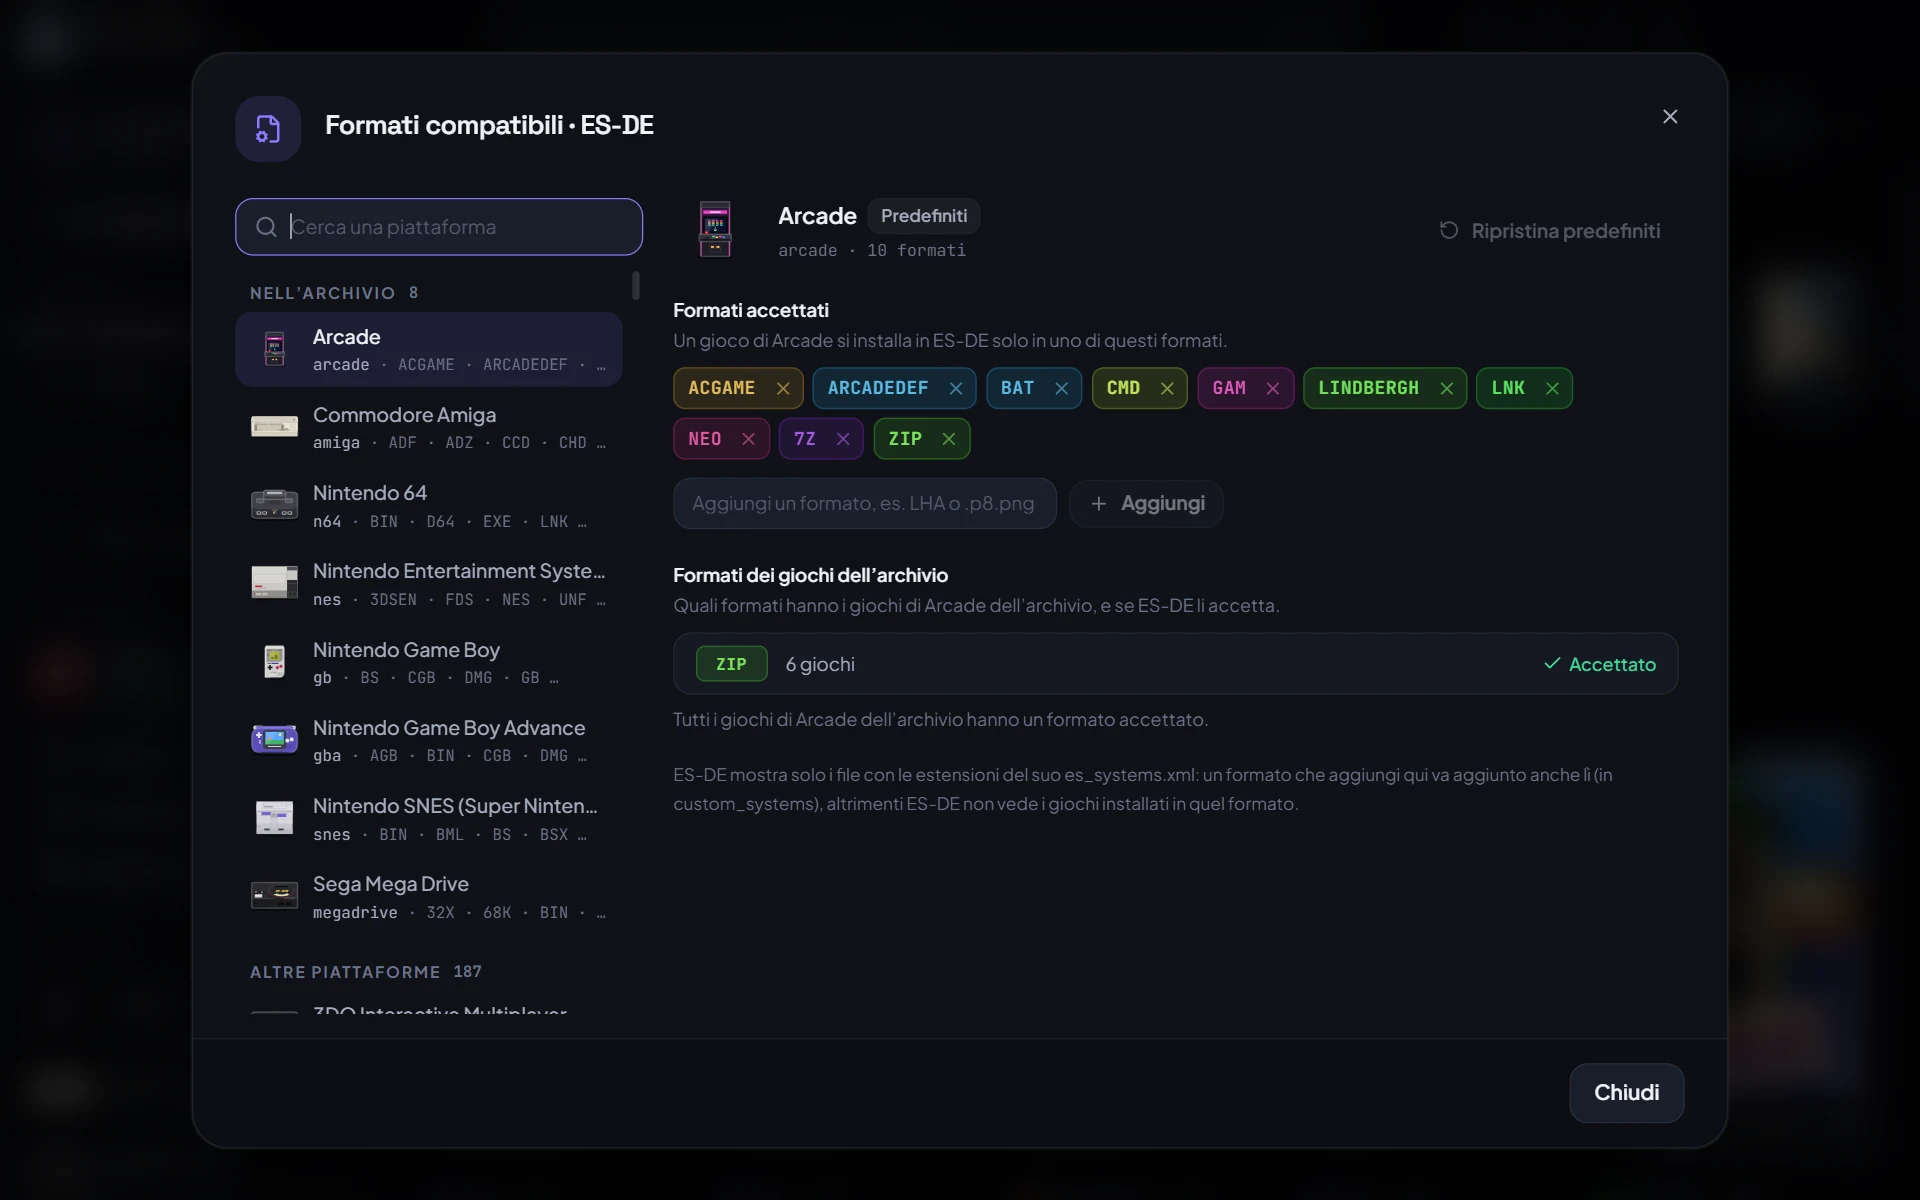 Formati compatibili · ES-DE
Cerca una piattaforma
NELL'ARCHIVIO 8
Arcade
arcade · ACGAME · ARCADEDEF · …
Commodore Amiga
amiga · ADF · ADZ · CCD · CHD …
Nintendo 64
n64 · BIN · D64 · EXE · LNK …
Nintendo Entertainment Syste…
nes · 3DSEN · FDS · NES · UNF …
Nintendo Game Boy
gb · BS · CGB · DMG · GB …
Nintendo Game Boy Advance
gba · AGB · BIN · CGB · DMG …
Nintendo SNES (Super Ninten…
snes · BIN · BML · BS · BSX …
Sega Mega Drive
megadrive · 32X · 68K · BIN · …
ALTRE PIATTAFORME 187
3DO Interactive Multiplayer
Arcade Predefiniti
arcade · 10 formati
Ripristina predefiniti
Formati accettati
Un gioco di Arcade si installa in ES-DE solo in uno di questi formati.
ACGAME ARCADEDEF BAT CMD GAM LINDBERGH LNK
NEO 7Z ZIP
Aggiungi un formato, es. LHA o .p8.png
Aggiungi
Formati dei giochi dell'archivio
Quali formati hanno i giochi di Arcade dell'archivio, e se ES-DE li accetta.
ZIP 6 giochi Accettato
Tutti i giochi di Arcade dell'archivio hanno un formato accettato.
ES-DE mostra solo i file con le estensioni del suo es_systems.xml: un formato che aggiungi qui va aggiunto anche lì (in
custom_systems), altrimenti ES-DE non vede i giochi installati in quel formato.
Chiudi